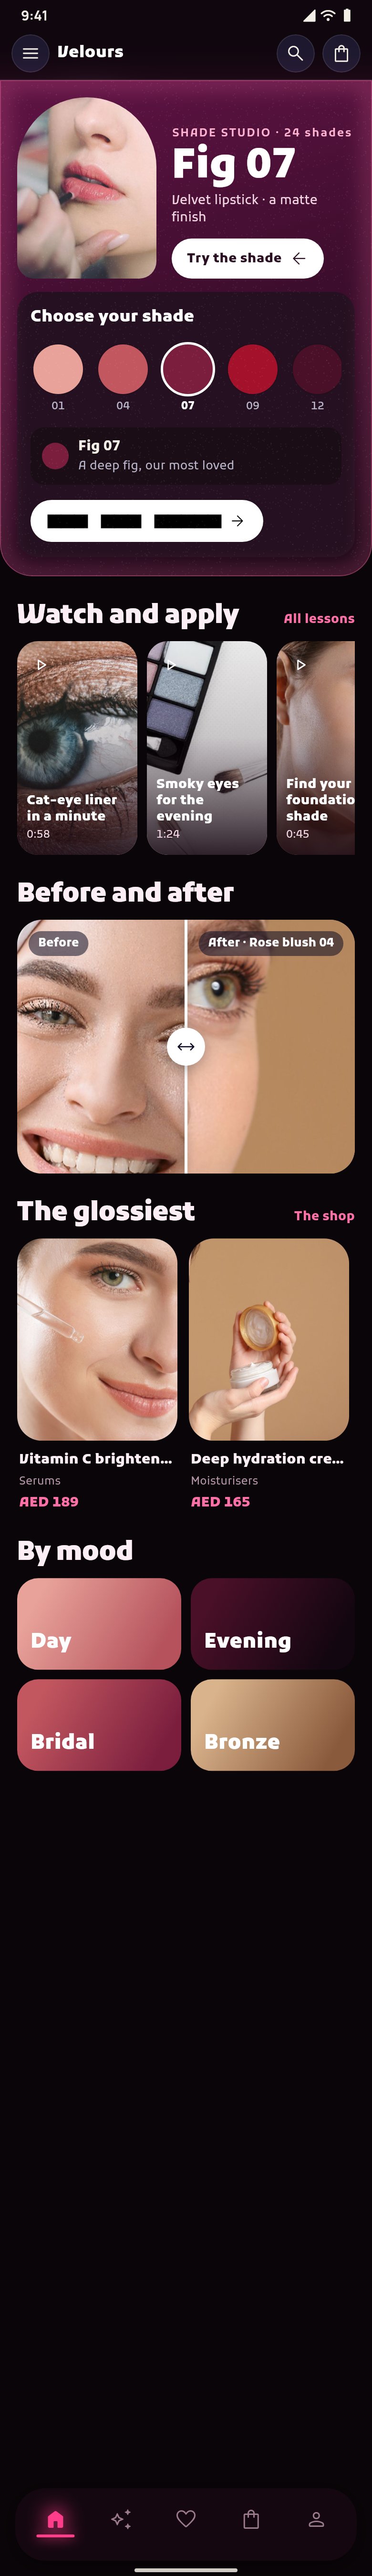 9:41
Velours
SHADE STUDIO · 24 shades
Fig 07
Velvet lipstick · a matte
finish
Try the shade
Choose your shade
01 04 07 09 12
Fig 07
A deep fig, our most loved
Watch and apply
All lessons
Cat-eye liner
in a minute
0:58
Smoky eyes
for the
evening
1:24
Find your
foundatio
shade
0:45
Before and after
Before
After · Rose blush 04
The glossiest
The shop
Vitamin C brighten...
Serums
AED 189
Deep hydration cre...
Moisturisers
AED 165
By mood
Day
Evening
Bridal
Bronze